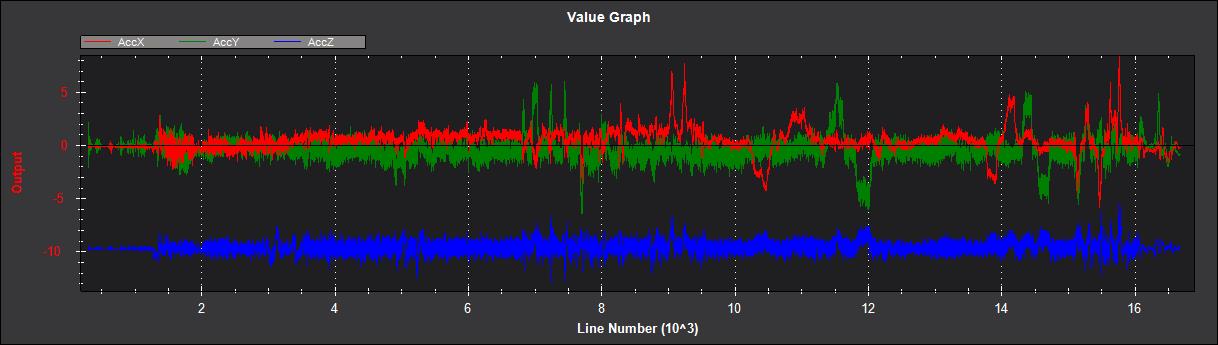 Value Graph
AccX AccY AccZ
5
0
-5
-10
Output
2 4 6 8 10 12 14 16
Line Number (10^3)